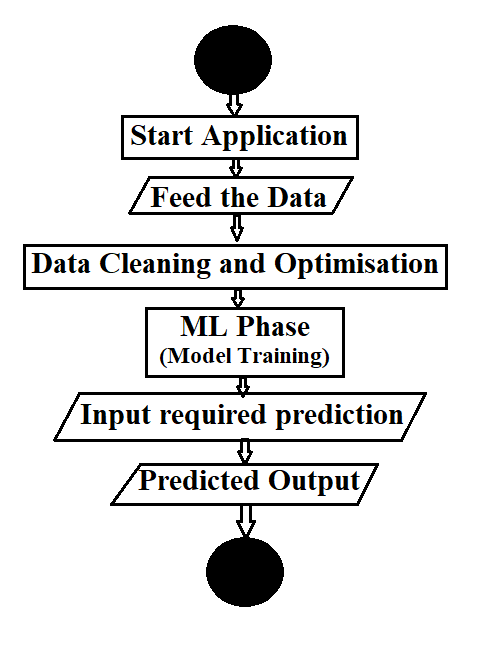 Start Application
Feed the Data
Data Cleaning and Optimisation
ML Phase
(Model Training)
Input required prediction
Predicted Output